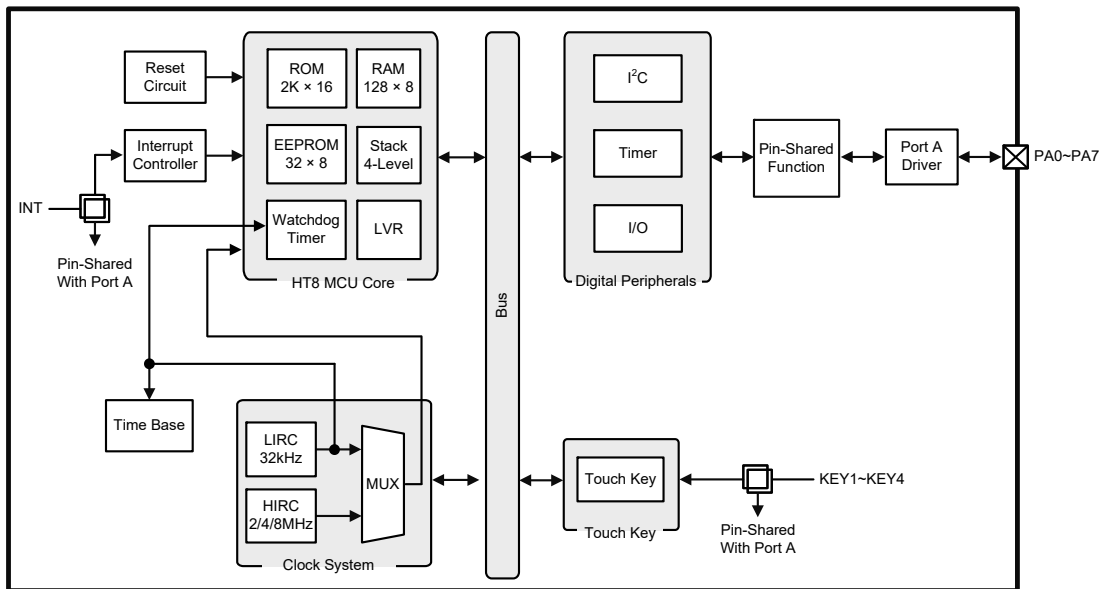 Reset
Circuit
ROM
2K × 16
RAM
128 × 8
Interrupt
Controller
EEPROM
32 × 8
Stack
4-Level
INT
Watchdog
Timer
LVR
Pin-Shared
With Port A
HT8 MCU Core
Bus
I²C
Timer
I/O
Digital Peripherals
Pin-Shared
Function
Port A
Driver
PA0~PA7
Time Base
LIRC
32kHz
HIRC
2/4/8MHz
MUX
Clock System
Touch Key
Touch Key
KEY1~KEY4
Pin-Shared
With Port A